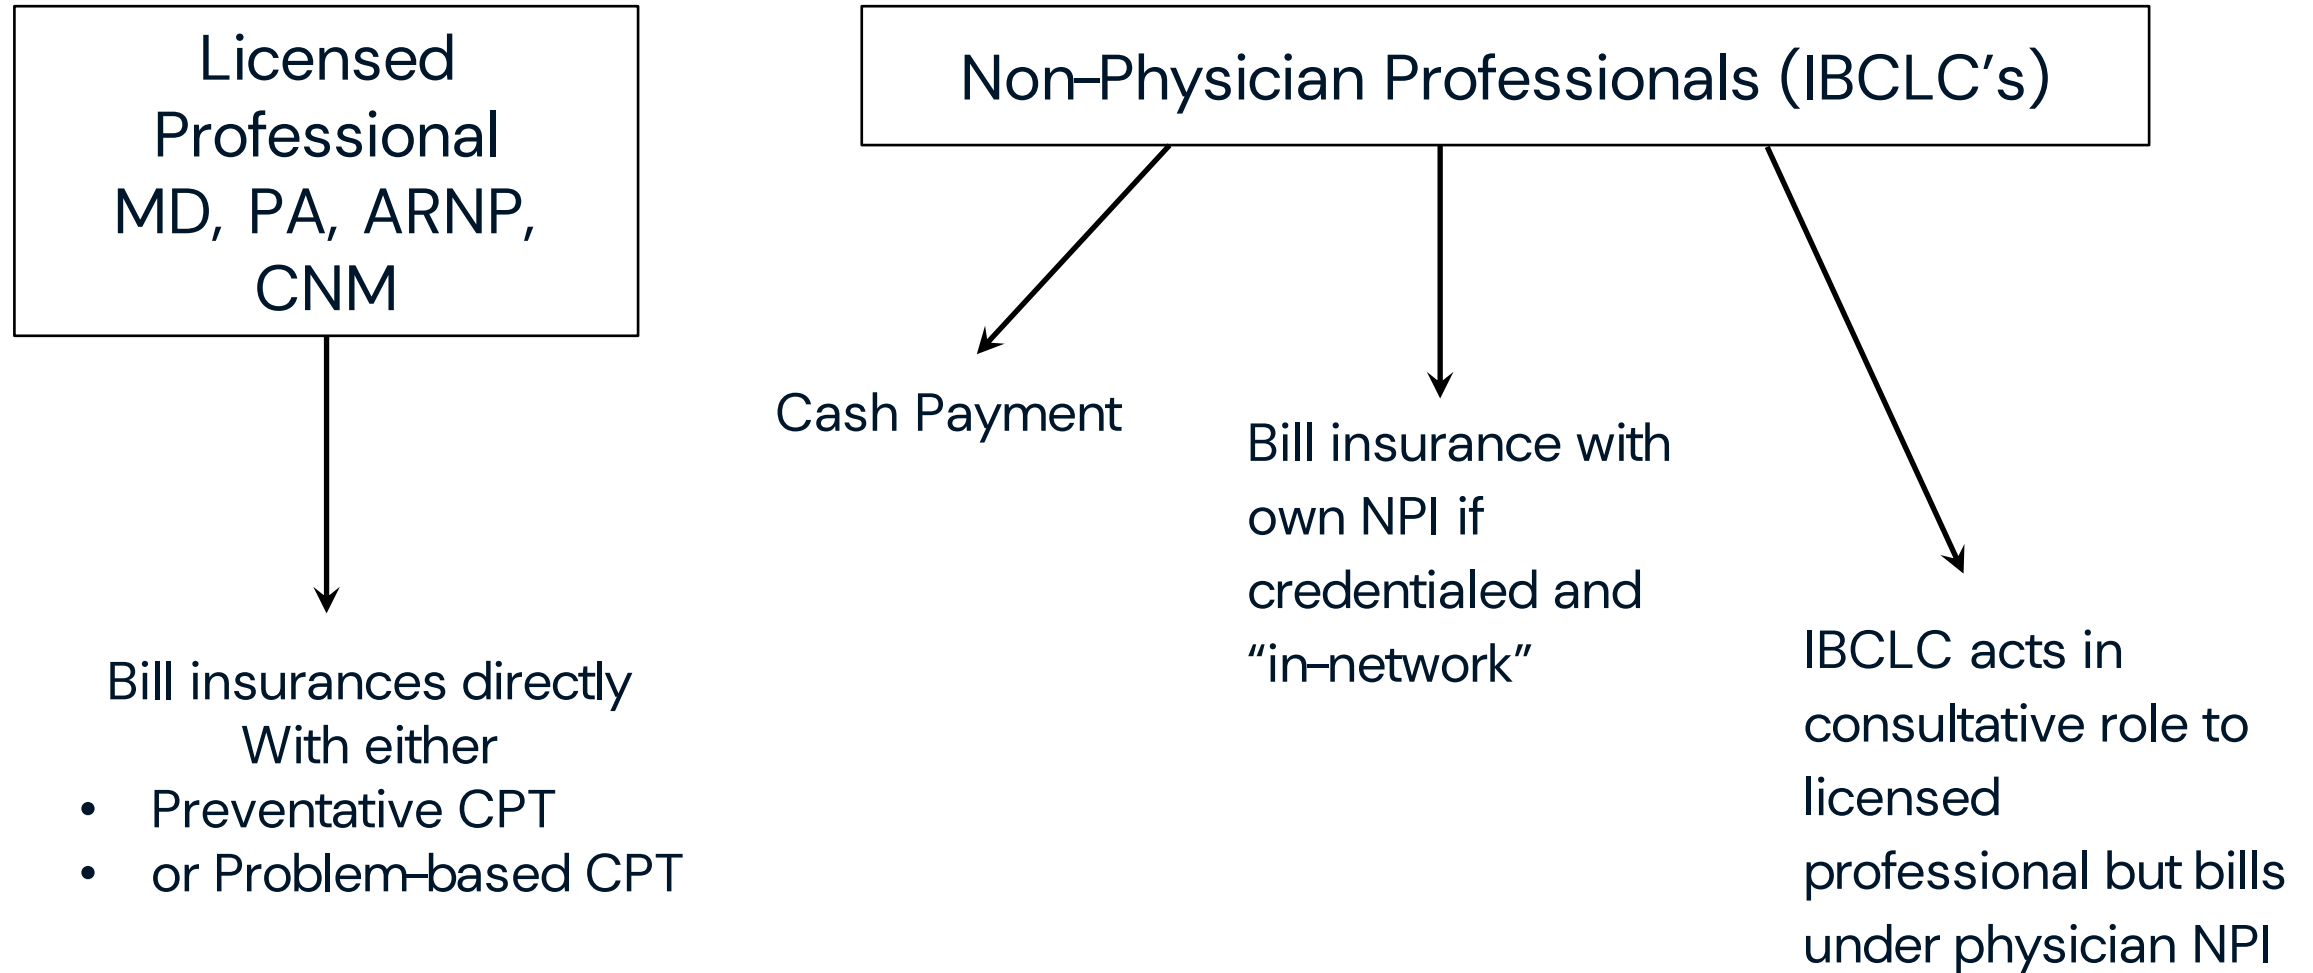 Licensed
Professional
MD, PA, ARNP,
CNM
Non-Physician Professionals (IBCLC’s)
Bill insurances directly
With either
• Preventative CPT
• or Problem-based CPT
Cash Payment
Bill insurance with
own NPI if
credentialed and
“in-network”
IBCLC acts in
consultative role to
licensed
professional but bills
under physician NPI